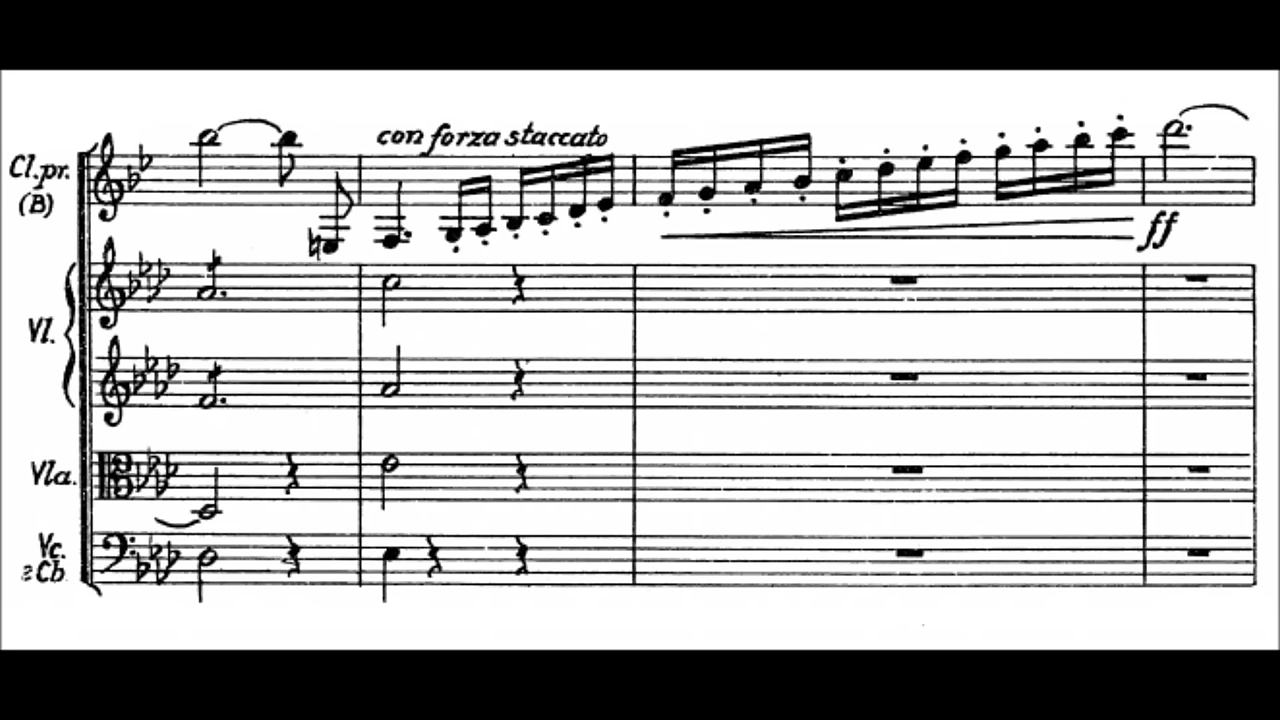 con forza staccato
Cl.pr.
(B)
ff
Vl.
Vla.
Vc.
e Cb